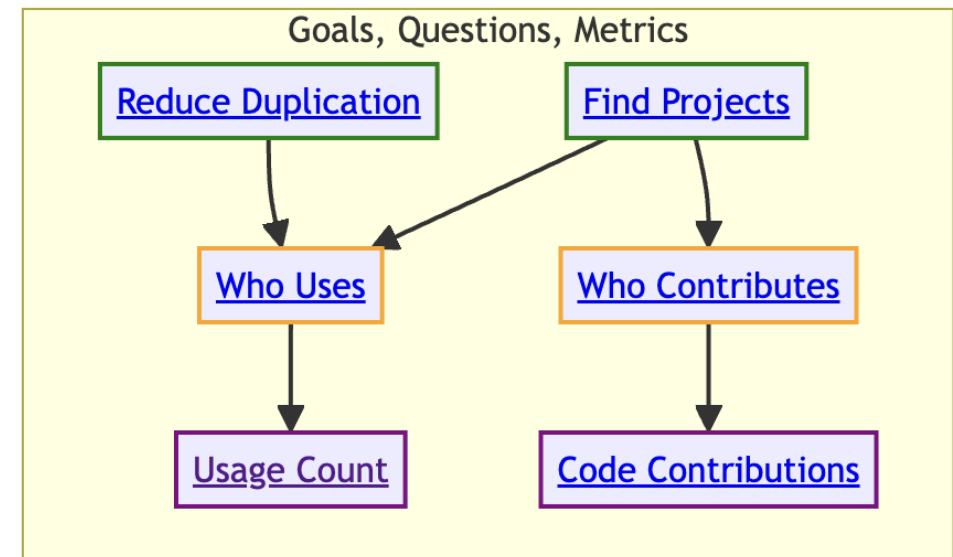 Goals, Questions, Metrics
Reduce Duplication
Find Projects
Who Uses
Who Contributes
Usage Count
Code Contributions